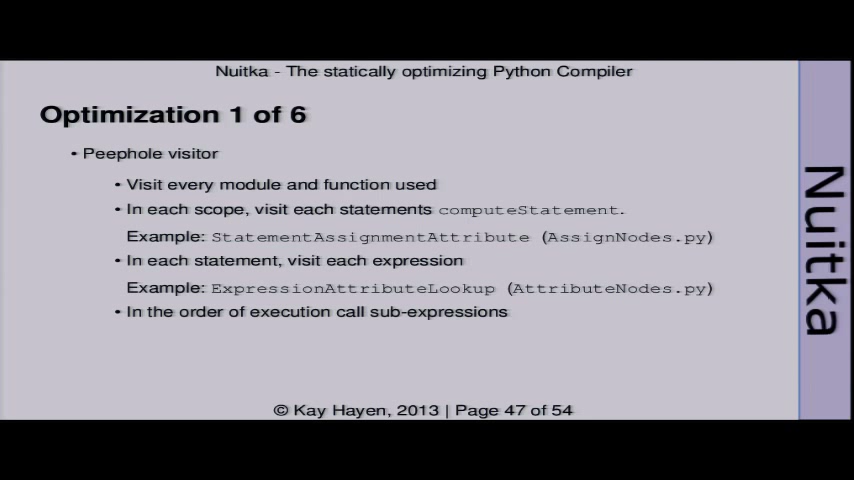 Nuitka - The statically optimizing Python Compiler
Optimization 1 of 6
• Peephole visitor
• Visit every module and function used
• In each scope, visit each statements computeStatement.
Example: StatementAssignmentAttribute (AssignNodes.py)
• In each statement, visit each expression
Example: ExpressionAttributeLookup (AttributeNodes.py)
• In the order of execution call sub-expressions
© Kay Hayen, 2013 | Page 47 of 54
Nuitka